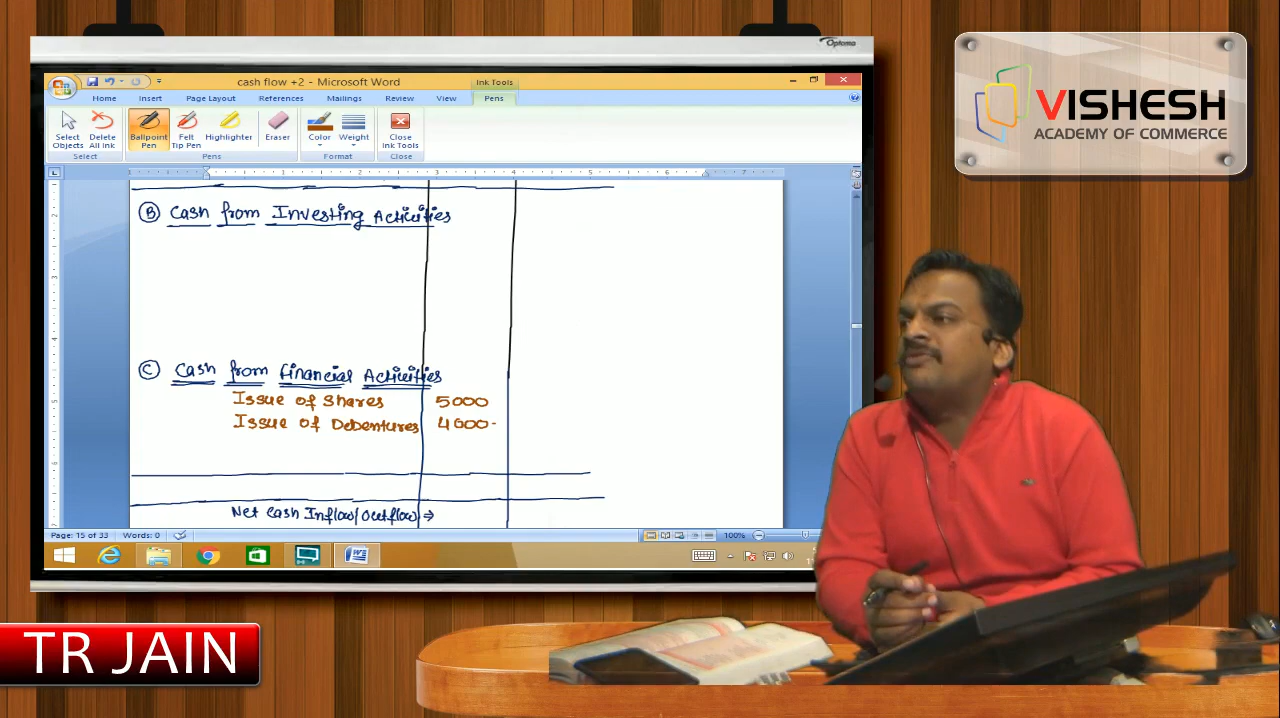 Optoma
cash flow +2 - Microsoft Word
Ink Tools
Home Insert Page Layout References Mailings Review View Pens
Select Objects
Delete All Ink
Ballpoint Pen
Felt Tip Pen
Highlighter
Eraser
Color
Weight
Close Ink Tools
Select
Pens
Format
Close
(B) Cash from Investing Activities
(C) Cash from Financial Activities
Issue of Shares 5000
Issue of Debentures 4000-
Net Cash Inflow/Outflow →
Page: 15 of 33 Words: 0
100%
VISHESH
ACADEMY OF COMMERCE
TR JAIN